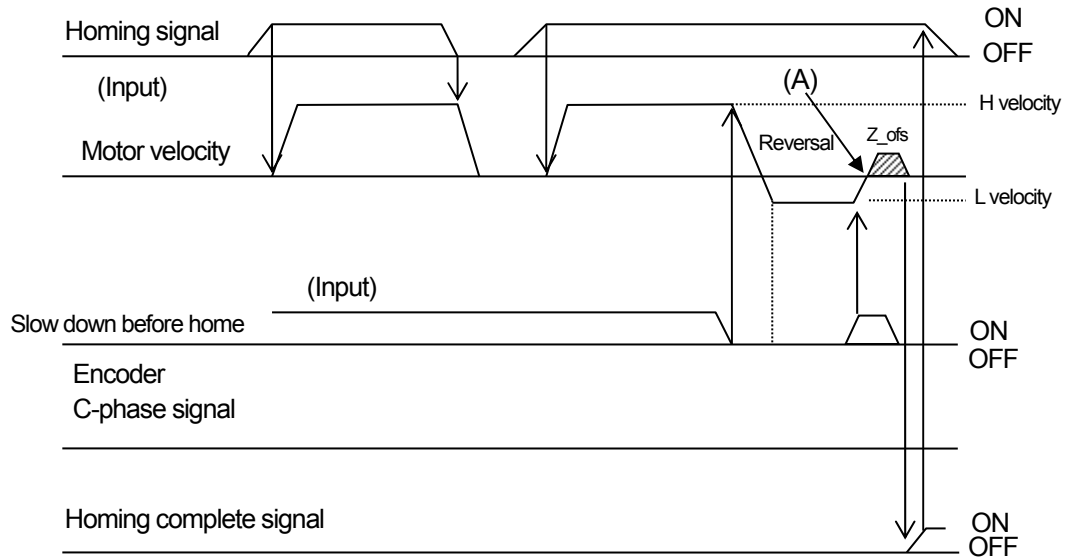 Homing signal
ON
OFF
(Input)
(A)
H velocity
Motor velocity
Reversal
Z_ofs
L velocity
(Input)
Slow down before home
ON
OFF
Encoder
C-phase signal
Homing complete signal
ON
OFF